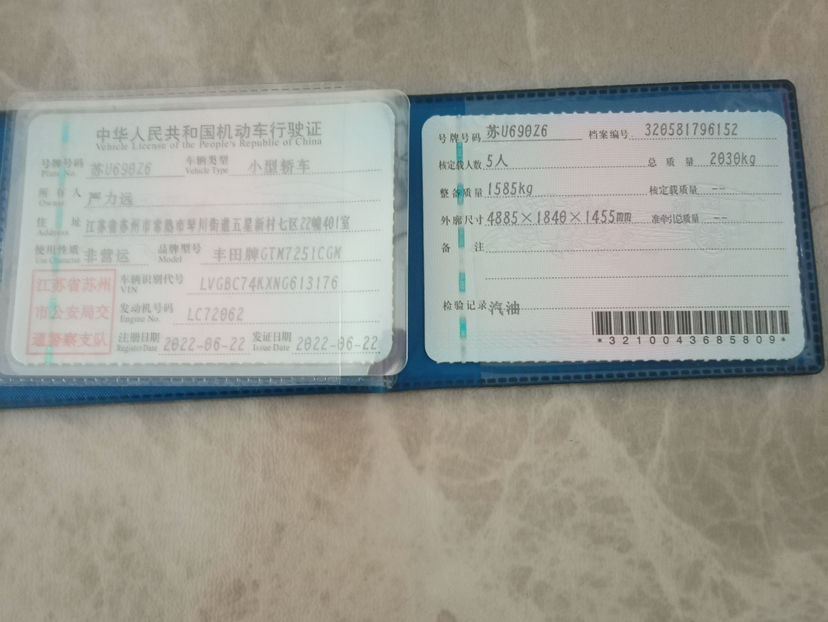 中华人民共和国机动车行驶证
Vehicle License of the People's Republic of China
号牌号码 苏U690Z6 车辆类型 小型轿车
Plate No. Vehicle Type
所有人 严力远
Owner
住址 江苏省苏州市常熟市琴川街道五星新村七区22幢401室
Address
使用性质 非营运 品牌型号 丰田牌GTM7251CGM
Use Character Model
江苏省苏州
市公安局交
通警察支队
车辆识别代号 LVGBC74KXNG613176
VIN
发动机号码 LC72062
Engine No.
注册日期 2022-06-22 发证日期 2022-06-22
Register Date Issue Date
号牌号码 苏U690Z6 档案编号 320581796152
核定载人数 5人 总质量 2030kg
整备质量 1585kg 核定载质量 --
外廓尺寸 4885×1840×1455mm 准牵引总质量 --
备注
检验记录 汽油
*3210043685809*